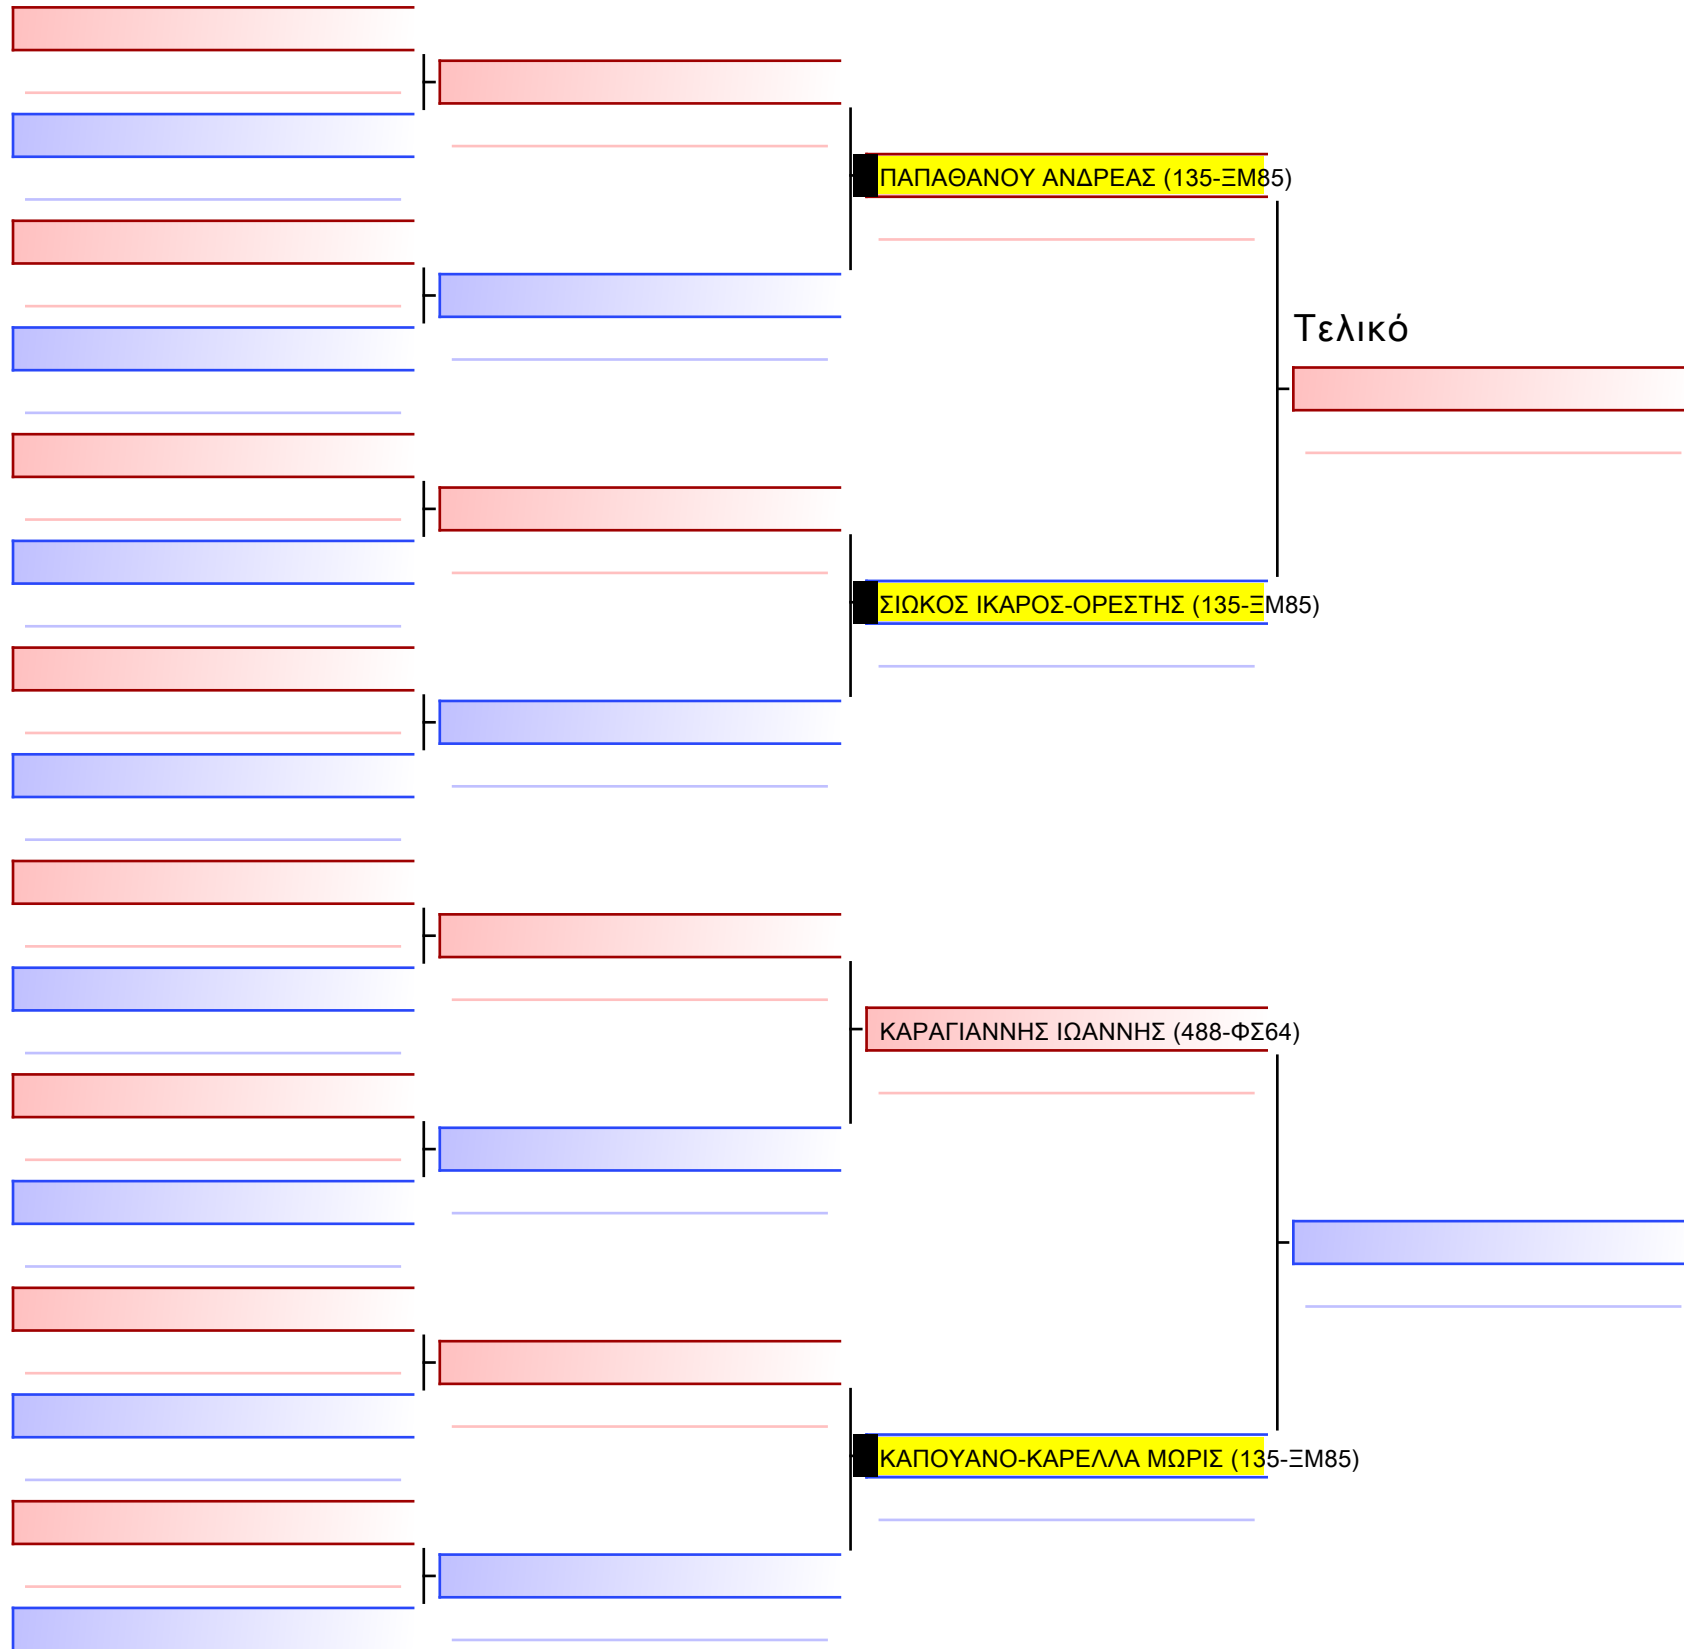 ΠΑΠΑΘΑΝΟΥ ΑΝΔΡΕΑΣ (135-ΞΜ85)
Τελικό
ΣΙΩΚΟΣ ΙΚΑΡΟΣ-ΟΡΕΣΤΗΣ (135-ΞΜ85)
ΚΑΡΑΓΙΑΝΝΗΣ ΙΩΑΝΝΗΣ (488-ΦΣ64)
ΚΑΠΟΥΑΝΟ-ΚΑΡΕΛΛΑ ΜΩΡΙΣ (135-ΞΜ85)